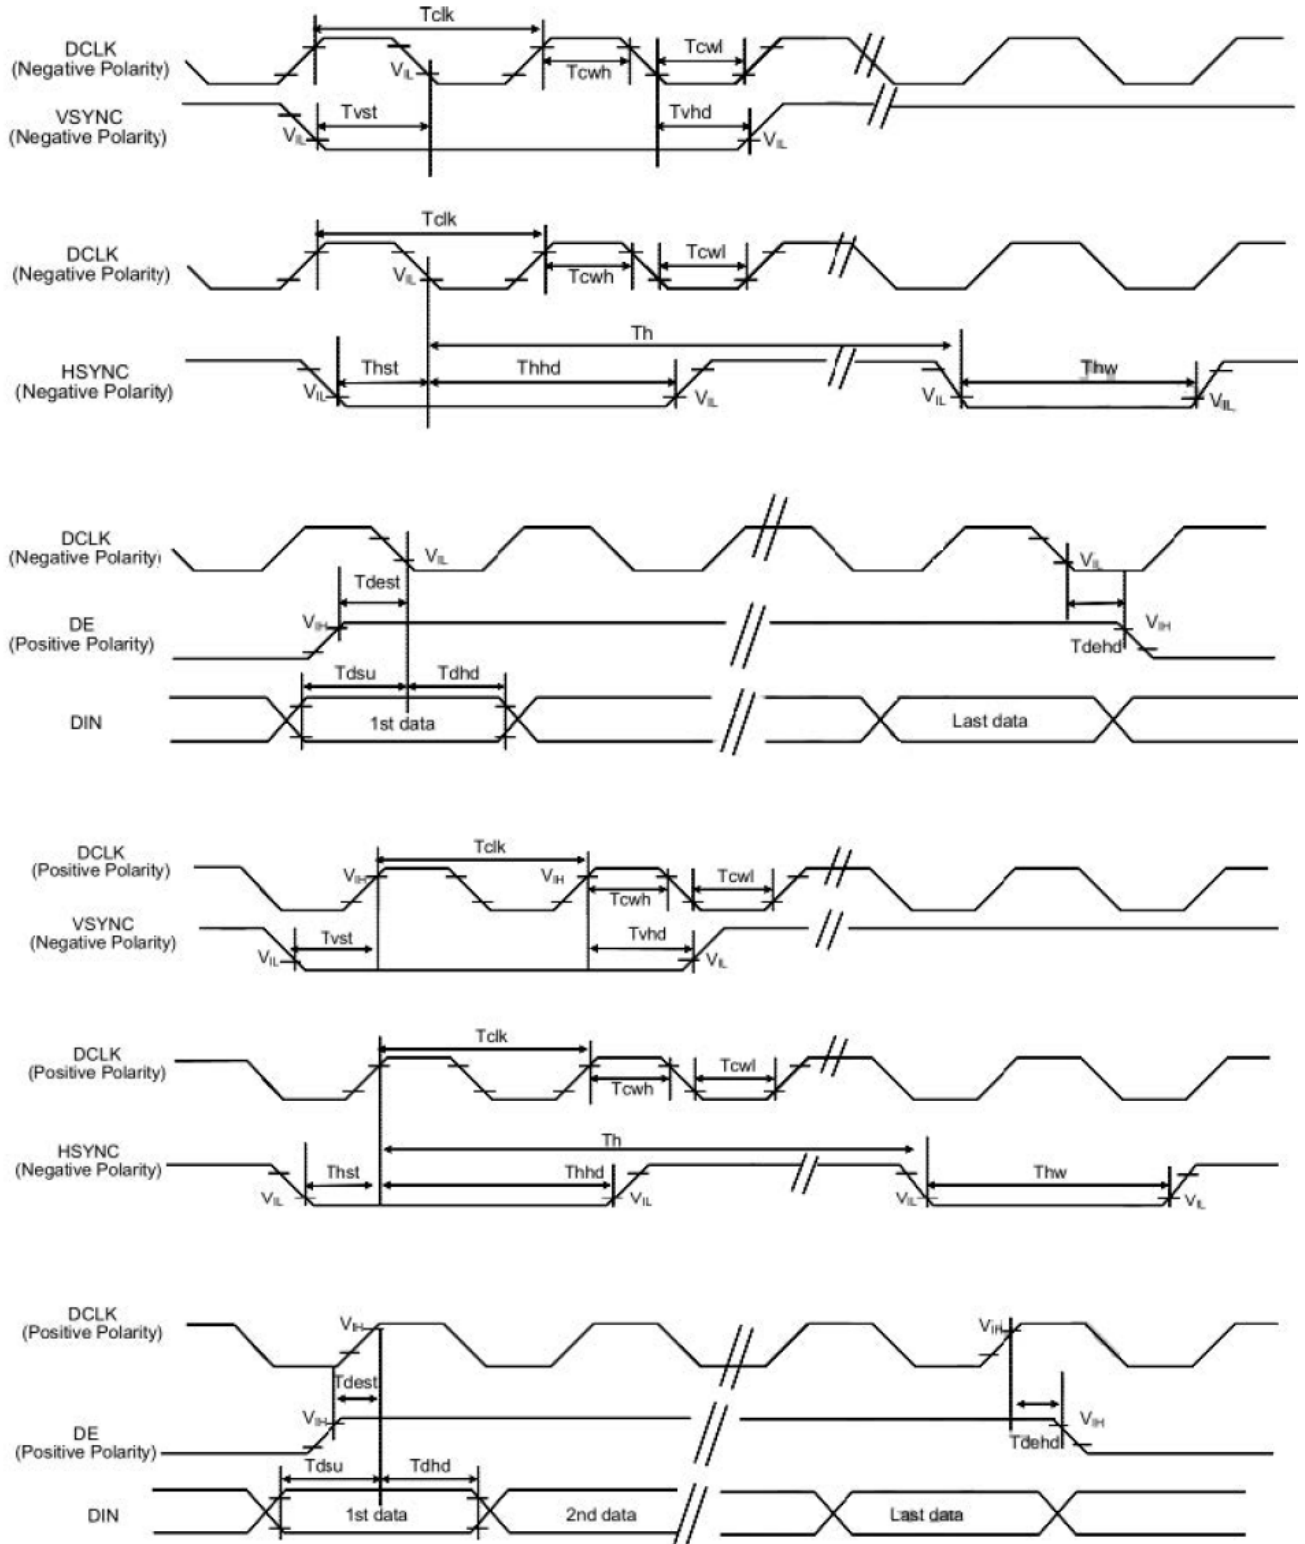 Tclk
DCLK
(Negative Polarity)
VIL
Tcwh
Tcwl
VSYNC
(Negative Polarity)
Tvst
Tvhd
VIL
VIL
Tclk
DCLK
(Negative Polarity)
VIL
Tcwh
Tcwl
Th
HSYNC
(Negative Polarity)
Thst
Thhd
Thw
VIL
VIL
VIL
VIL
DCLK
(Negative Polarity)
VIL
VIL
Tdest
DE
(Positive Polarity)
VIH
VIH
Tdehd
Tdsu
Tdhd
DIN
1st data
Last data
DCLK
(Positive Polarity)
Tclk
VIH
VIH
Tcwh
Tcwl
VSYNC
(Negative Polarity)
Tvst
Tvhd
VIL
VIL
Tclk
DCLK
(Positive Polarity)
Tcwh
Tcwl
Th
HSYNC
(Negative Polarity)
Thst
Thhd
Thw
VIL
VIL
VIL
VIL
DCLK
(Positive Polarity)
VIH
VIH
Tdest
DE
(Positive Polarity)
VIH
VIH
Tdehd
Tdsu
Tdhd
DIN
1st data
2nd data
Last data